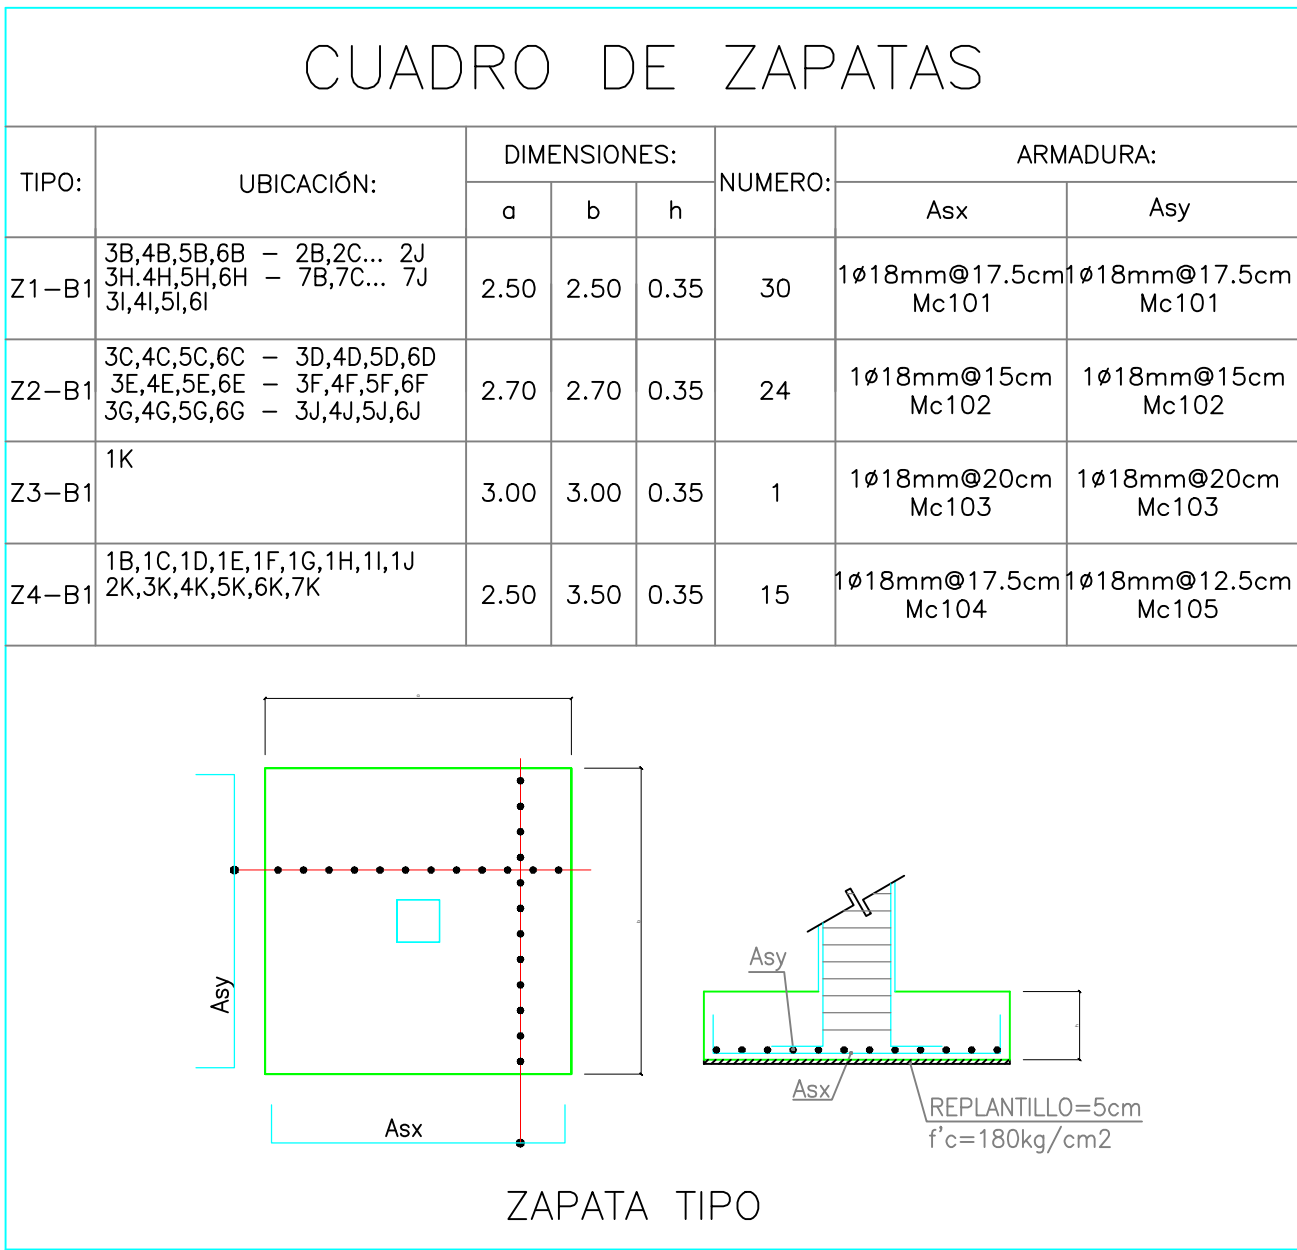 CUADRO DE ZAPATAS
TIPO:
UBICACIÓN:
DIMENSIONES:
NUMERO:
ARMADURA:
a b h
Asx Asy
Z1-B1
3B,4B,5B,6B - 2B,2C... 2J
3H.4H,5H,6H - 7B,7C... 7J
3I,4I,5I,6I
2.50 2.50 0.35 30
1ø18mm@17.5cm
Mc101
1ø18mm@17.5cm
Mc101
Z2-B1
3C,4C,5C,6C - 3D,4D,5D,6D
3E,4E,5E,6E - 3F,4F,5F,6F
3G,4G,5G,6G - 3J,4J,5J,6J
2.70 2.70 0.35 24
1ø18mm@15cm
Mc102
1ø18mm@15cm
Mc102
Z3-B1
1K
3.00 3.00 0.35 1
1ø18mm@20cm
Mc103
1ø18mm@20cm
Mc103
Z4-B1
1B,1C,1D,1E,1F,1G,1H,1I,1J
2K,3K,4K,5K,6K,7K
2.50 3.50 0.35 15
1ø18mm@17.5cm
Mc104
1ø18mm@12.5cm
Mc105
Asy
Asx
Asy
Asx
REPLANTILLO=5cm
f'c=180kg/cm2
ZAPATA TIPO